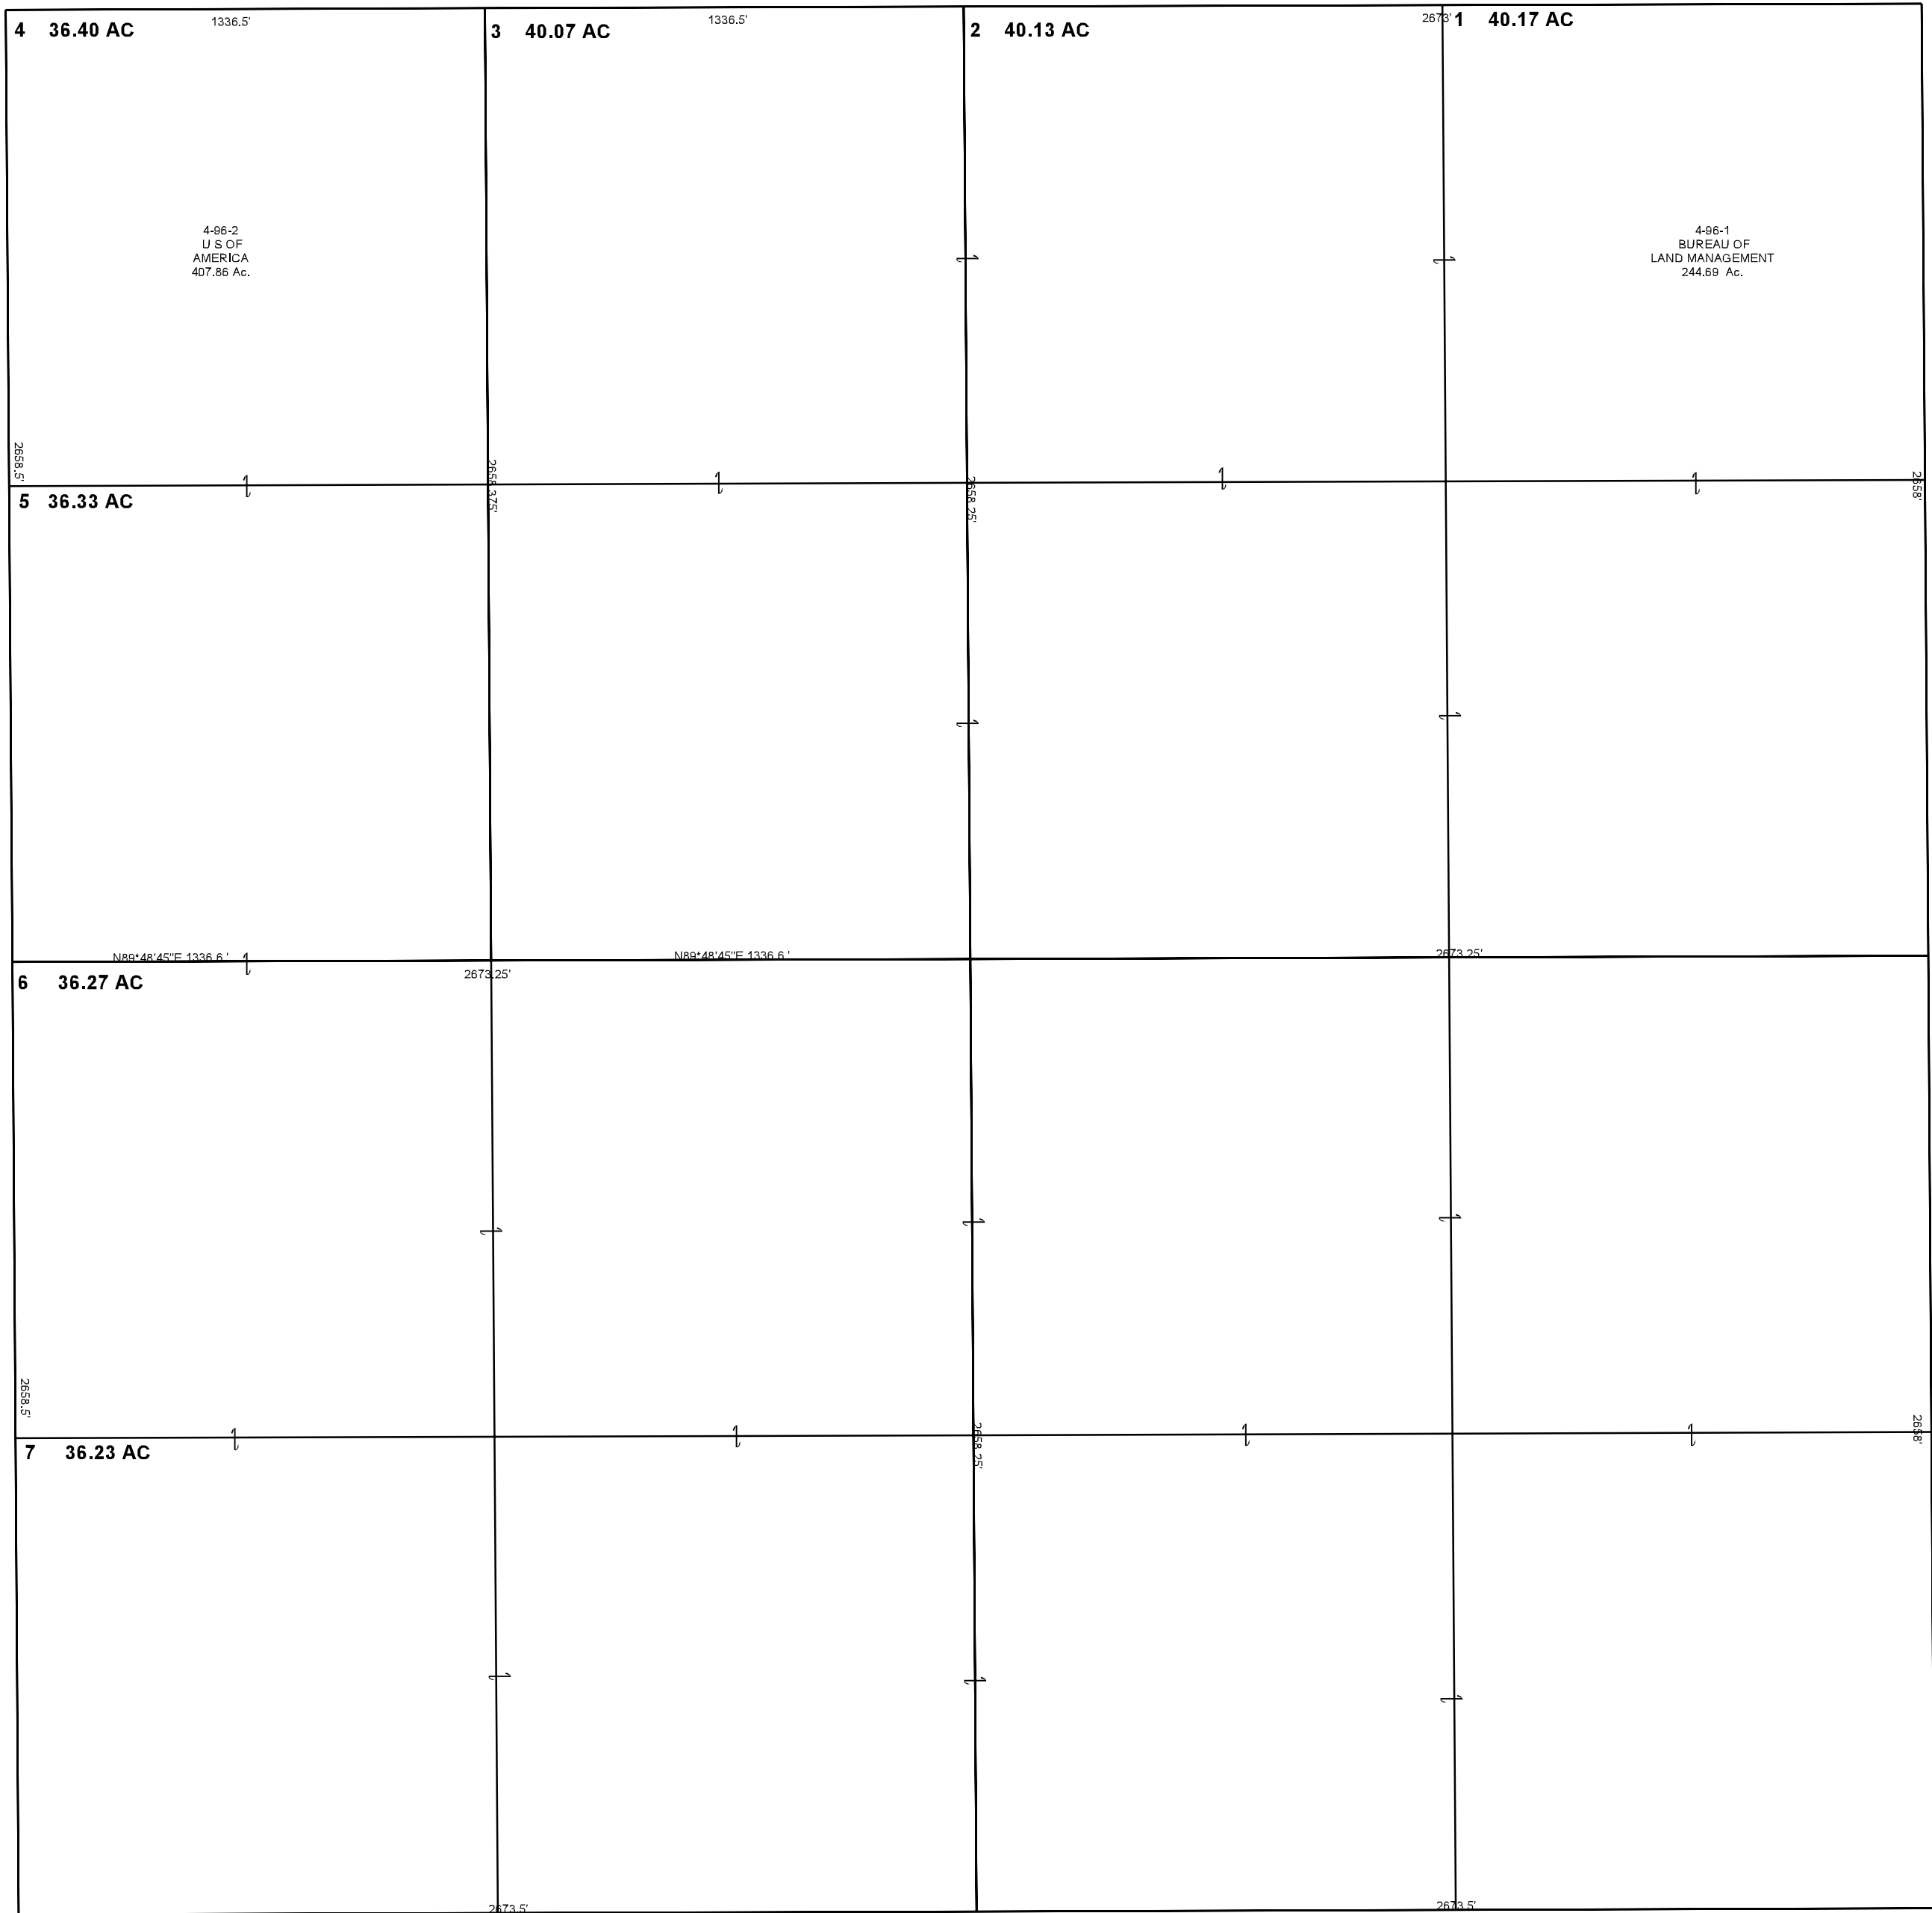 4 36.40 AC
1336.5'
3 40.07 AC
1336.5'
2 40.13 AC
2673'
1 40.17 AC
4-96-2
U S OF
AMERICA
407.86 Ac.
4-96-1
BUREAU OF
LAND MANAGEMENT
244.69 Ac.
2658.5'
2658.375'
2658.25'
2658'
5 36.33 AC
N89°48'45"E 1336.6 '
N89°48'45"E 1336.6 '
2673.25'
2673.25'
6 36.27 AC
2658.5'
2658.25'
2658'
7 36.23 AC
2673.5'
2673.5'